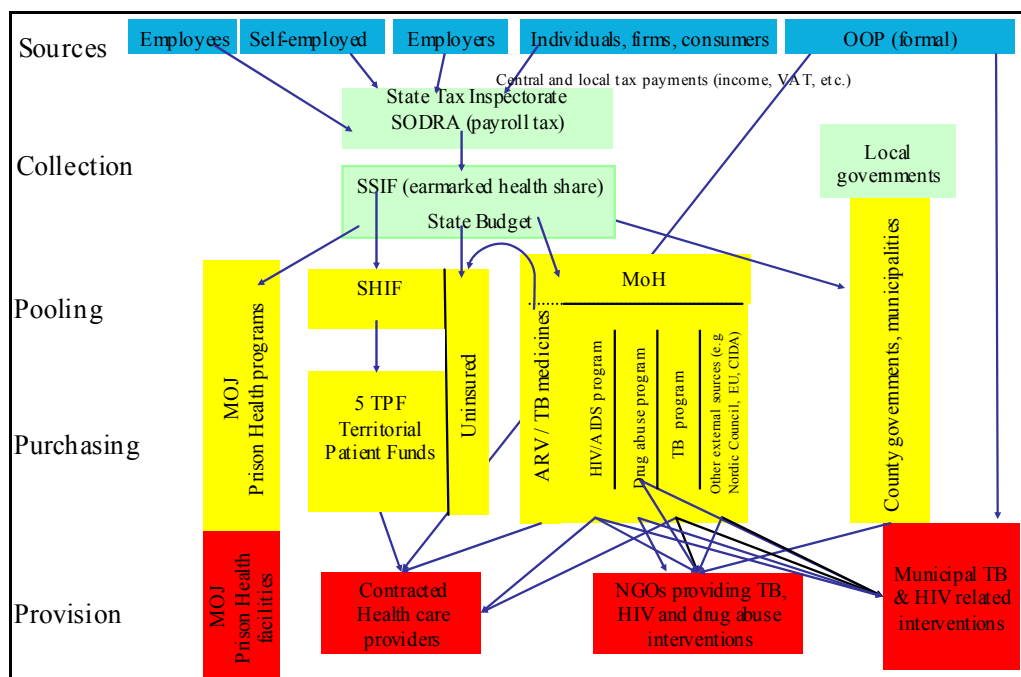 Sources
Employees
Self-employed
Employers
Individuals, firms, consumers
OOP (formal)
Central and local tax payments (income, VAT, etc.)
State Tax Inspectorate
SODRA (payroll tax)
Collection
Local
governments
SSIF (earmarked health share)
State Budget
Pooling
SHIF
MoH
Purchasing
MOJ
Prison Health programs
5 TPF
Territorial
Patient Funds
Uninsured
ARV / TB medicines
HIV/AIDS program
Drug abuse program
TB program
Other external sources (e.g
Nordic Council, EU, CIDA)
County governments, municipalities
Provision
MOJ
Prison Health
facilities
Contracted
Health care
providers
NGOs providing TB,
HIV and drug abuse
interventions
Municipal TB
& HIV related
interventions